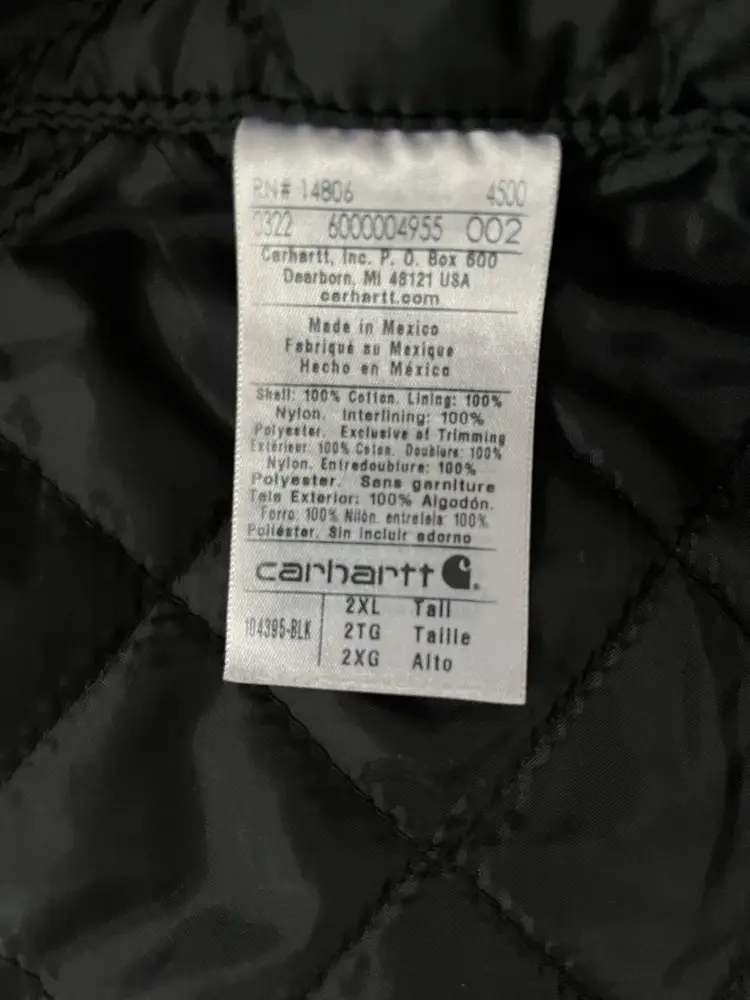 RN# 14806 4500
0322 6000004955 002
Carhartt, Inc. P. O. Box 600
Dearborn, MI 48121 USA
carhartt.com
Made in Mexico
Fabriqué au Mexique
Hecho en México
Shell: 100% Cotton. Lining: 100%
Nylon. Interlining: 100%
Polyester. Exclusive of Trimming
Extérieur: 100% Coton. Doublure: 100%
Nylon. Entredoublure: 100%
Polyester. Sans garniture
Tela Exterior: 100% Algodón.
Forro: 100% Nilón. entretela: 100%
Poliéster. Sin incluir adorno
carhartt
2XL Tall
104395-BLK 2TG Taille
2XG Alto